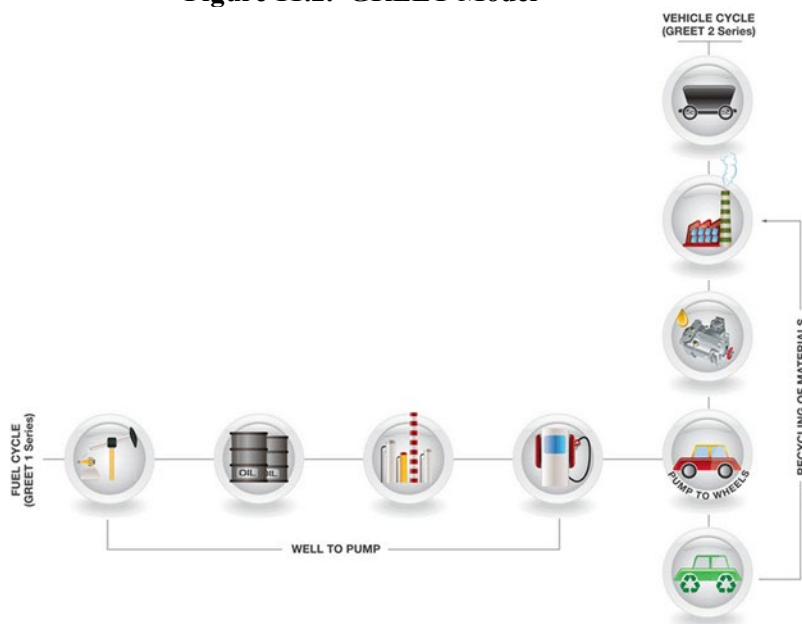 Figure 11.2. GREET Model
VEHICLE CYCLE
(GREET 2 Series)
RECYCLING OF MATERIALS
FUEL CYCLE
(GREET 1 Series)
OIL OIL
PUMP TO WHEELS
WELL TO PUMP